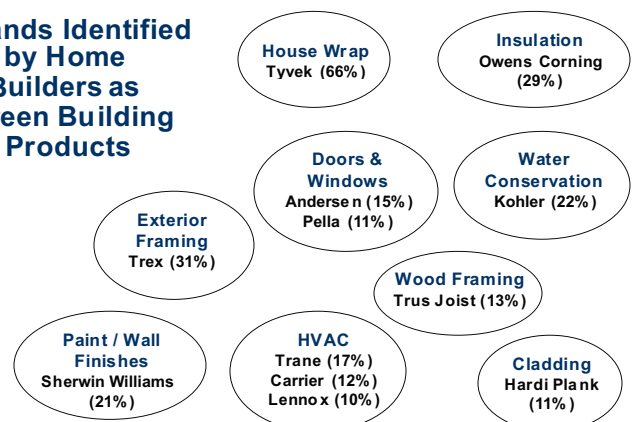 ands Identified
by Home
Builders as
een Building
Products
House Wrap
Tyvek (66%)
Insulation
Owens Corning
(29%)
Doors &
Windows
Andersen (15%)
Pella (11%)
Water
Conservation
Kohler (22%)
Exterior
Framing
Trex (31%)
Wood Framing
Trus Joist (13%)
Paint / Wall
Finishes
Sherwin Williams
(21%)
HVAC
Trane (17%)
Carrier (12%)
Lennox (10%)
Cladding
Hardi Plank
(11%)